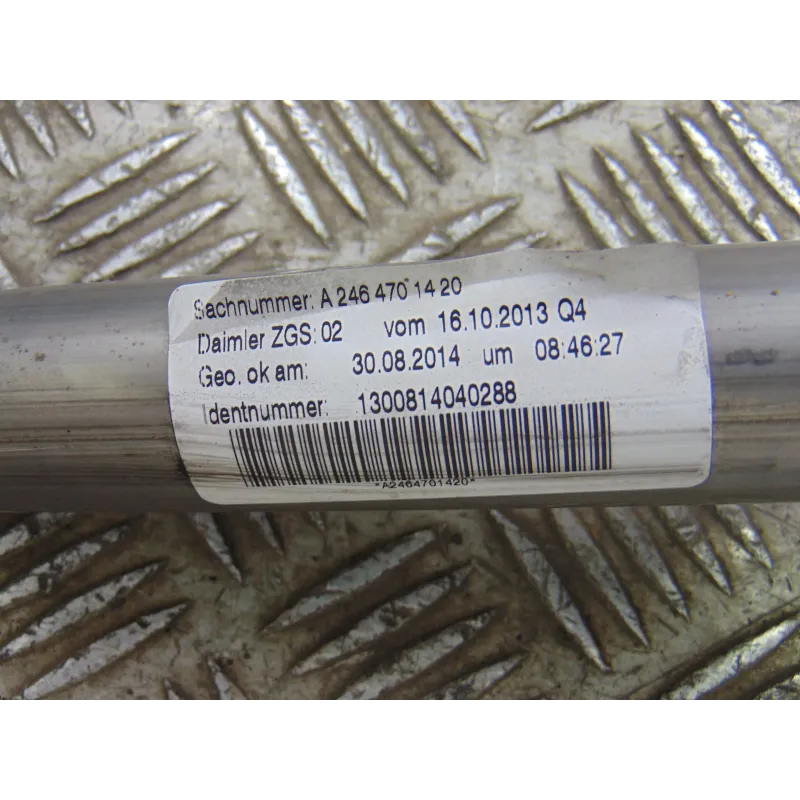 Sachnummer: A 246 470 14 20
Daimler ZGS: 02 vom 16.10.2013 Q4
Geo. ok am: 30.08.2014 um 08:46:27
Identnummer: 1300814040288
*A2464701420*